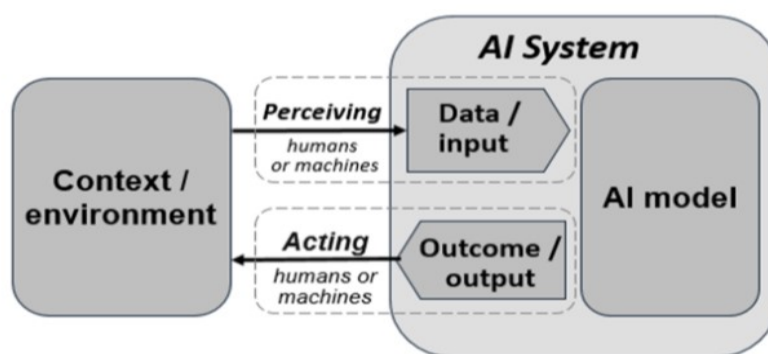 AI System
Perceiving
humans
or machines
Data /
input
Context /
environment
AI model
Acting
humans or
machines
Outcome /
output